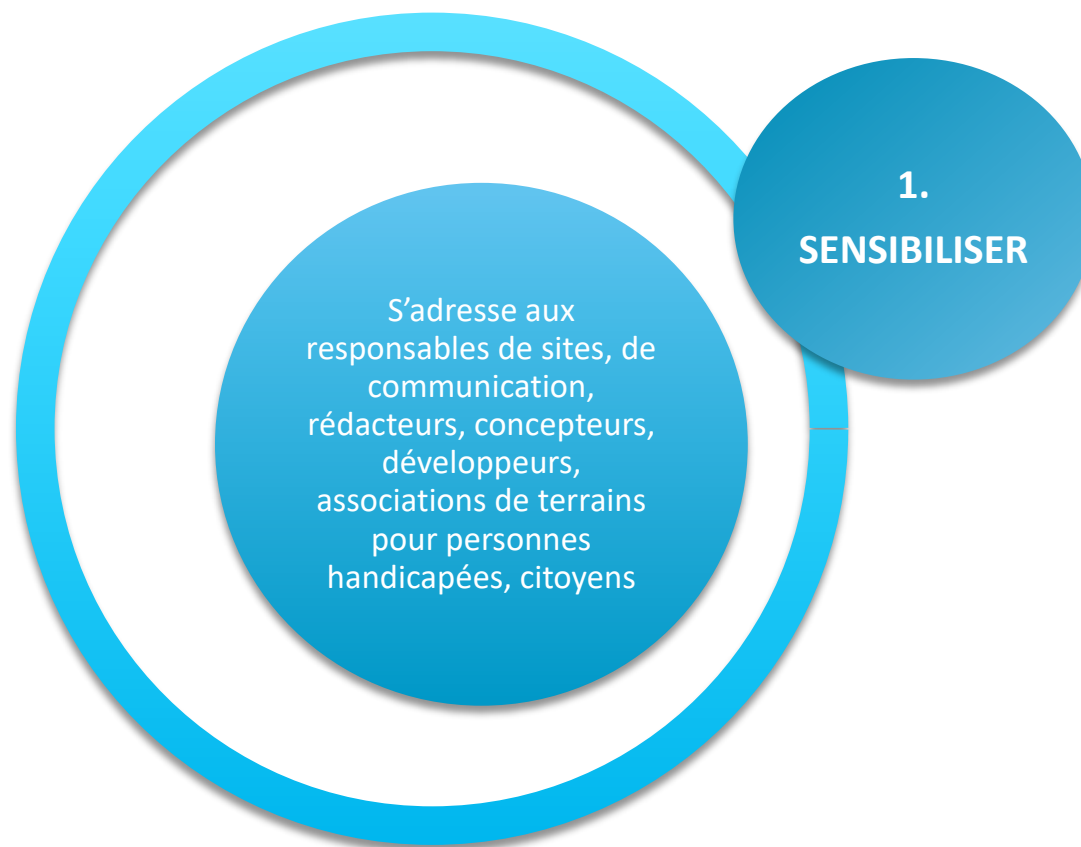 1.
SENSIBILISER
S’adresse aux
responsables de sites, de
communication,
rédacteurs, concepteurs,
développeurs,
associations de terrains
pour personnes
handicapées, citoyens